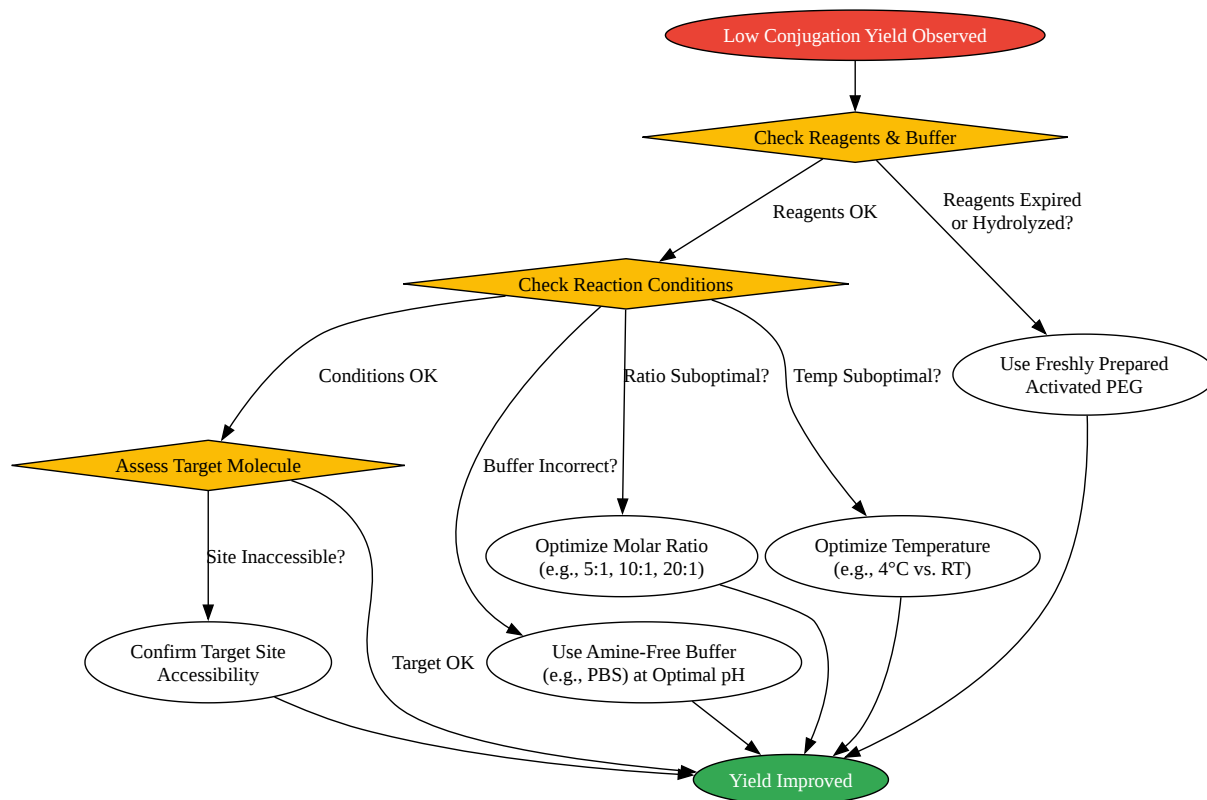 Low Conjugation Yield Observed
Check Reagents & Buffer
Reagents OK
Reagents Expired
or Hydrolyzed?
Check Reaction Conditions
Conditions OK
Ratio Suboptimal?
Temp Suboptimal?
Use Freshly Prepared
Activated PEG
Assess Target Molecule
Buffer Incorrect?
Site Inaccessible?
Optimize Molar Ratio
(e.g., 5:1, 10:1, 20:1)
Optimize Temperature
(e.g., 4°C vs. RT)
Confirm Target Site
Accessibility
Target OK
Use Amine-Free Buffer
(e.g., PBS) at Optimal pH
Yield Improved